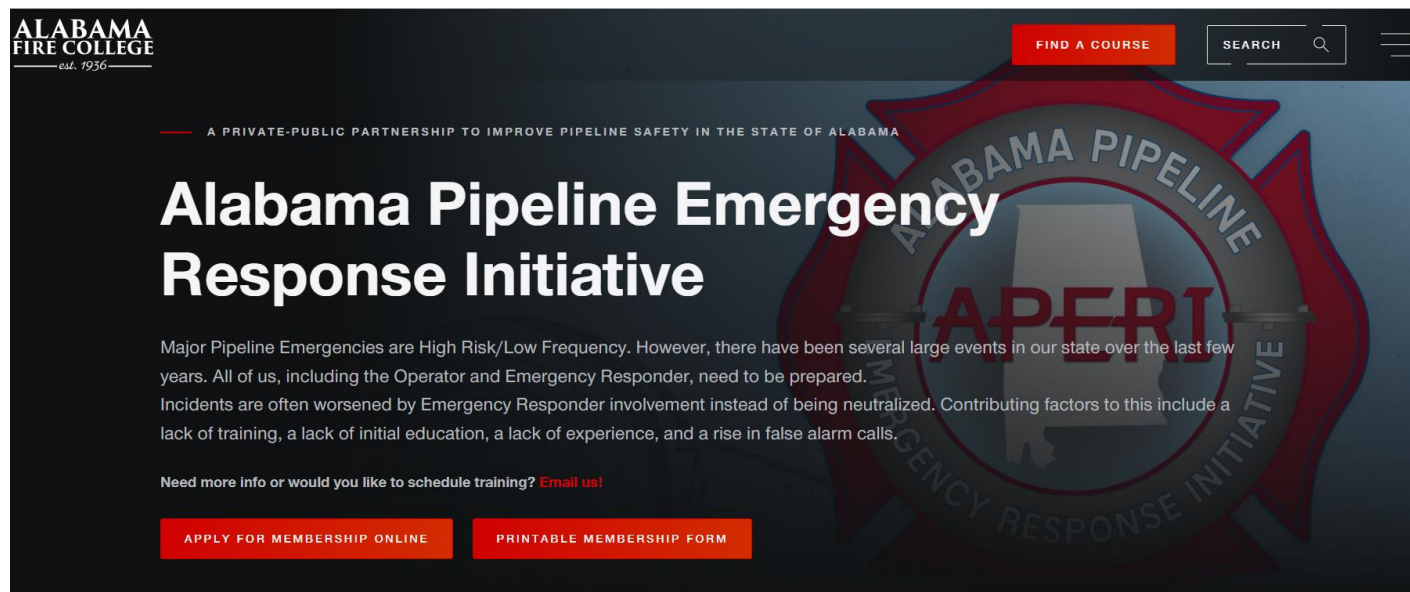 ALABAMA
FIRE COLLEGE
est. 1936
FIND A COURSE
SEARCH
A PRIVATE-PUBLIC PARTNERSHIP TO IMPROVE PIPELINE SAFETY IN THE STATE OF ALABAMA
Alabama Pipeline Emergency
Response Initiative
Major Pipeline Emergencies are High Risk/Low Frequency. However, there have been several large events in our state over the last few
years. All of us, including the Operator and Emergency Responder, need to be prepared.
Incidents are often worsened by Emergency Responder involvement instead of being neutralized. Contributing factors to this include a
lack of training, a lack of initial education, a lack of experience, and a rise in false alarm calls.
Need more info or would you like to schedule training? Email us!
APPLY FOR MEMBERSHIP ONLINE
PRINTABLE MEMBERSHIP FORM
ALABAMA PIPELINE
APERI
EMERGENCY RESPONSE INITIATIVE